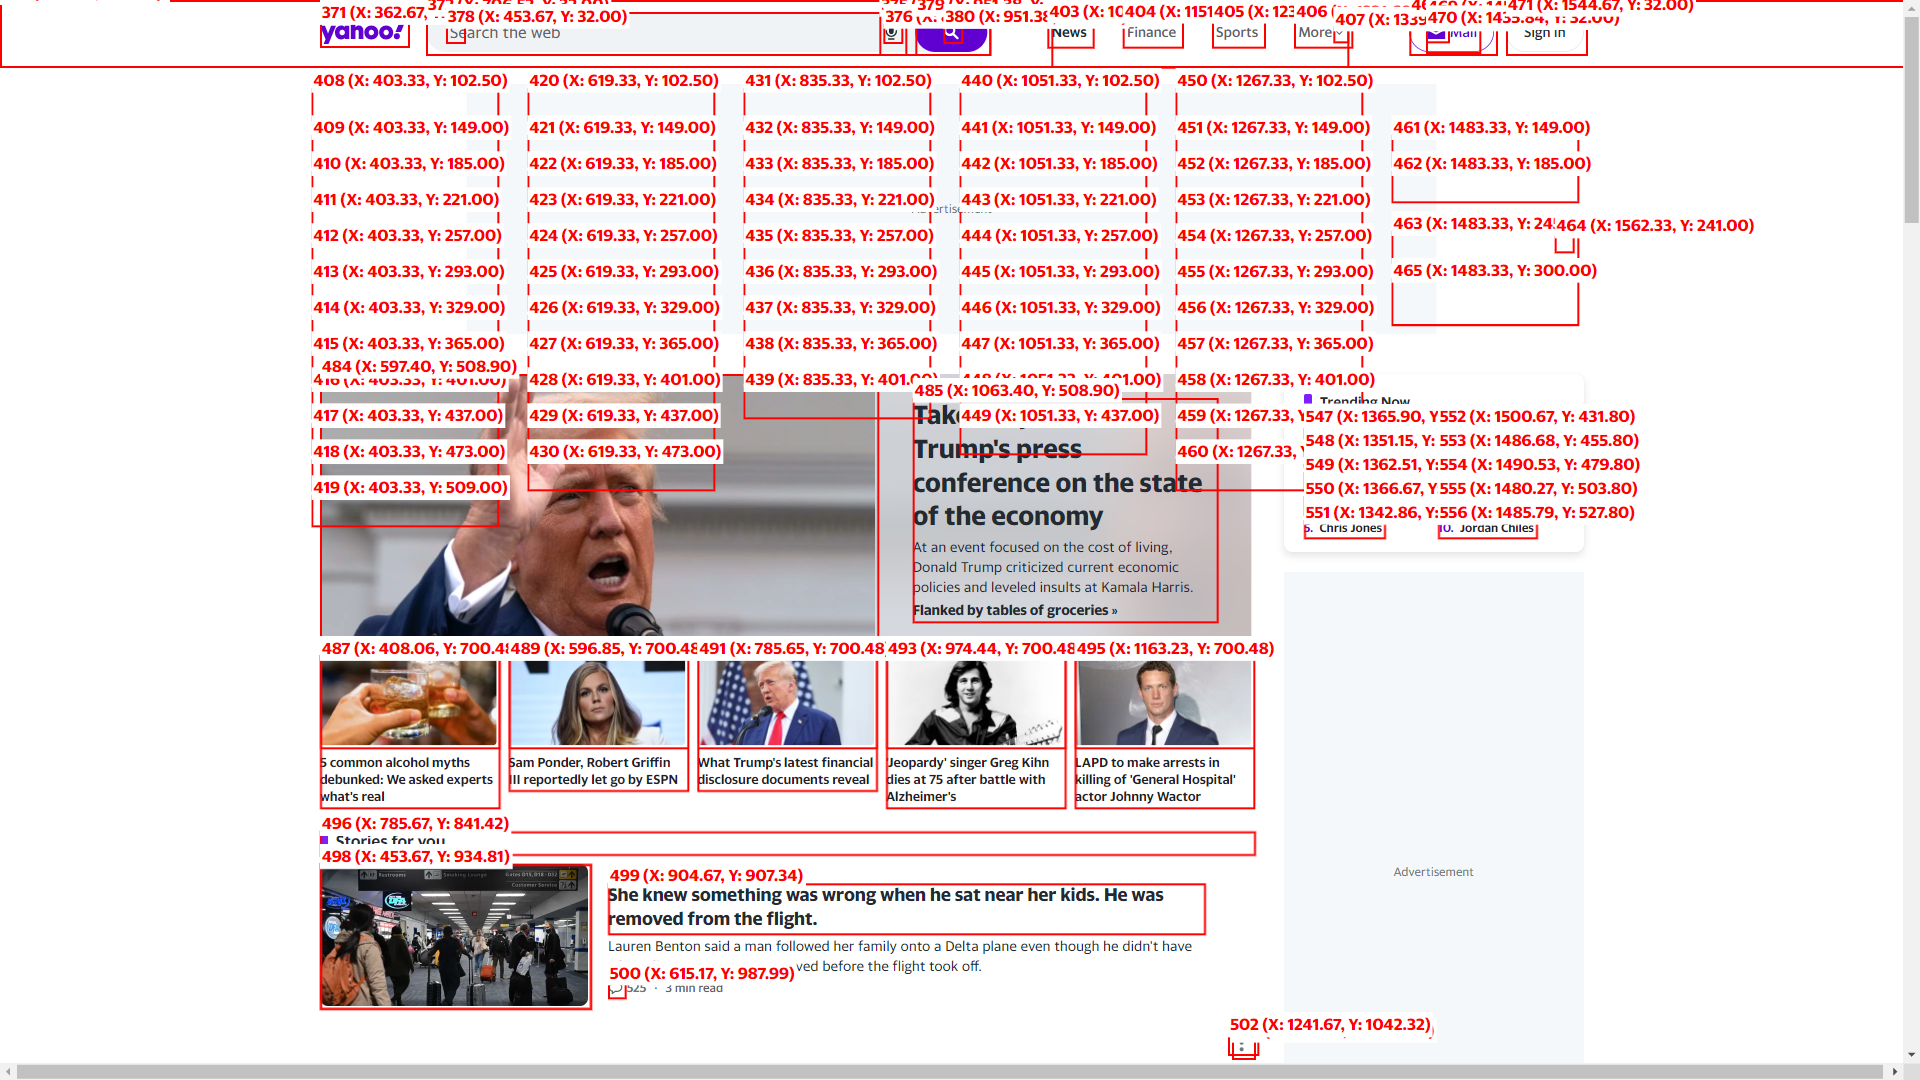 371 (X: 362.67,
378 (X: 453.67, Y: 32.00)
376
380 (X: 951.38
403 (X: 10
404 (X: 1151
405 (X: 123
406
407 (X: 1339
470 (X: 1455.84, Y: 32.00)
471 (X: 1544.67, Y: 32.00)
yahoo!
Search the web
News
Finance
Sports
More
Mail
Sign in
408 (X: 403.33, Y: 102.50)
420 (X: 619.33, Y: 102.50)
431 (X: 835.33, Y: 102.50)
440 (X: 1051.33, Y: 102.50)
450 (X: 1267.33, Y: 102.50)
409 (X: 403.33, Y: 149.00)
421 (X: 619.33, Y: 149.00)
432 (X: 835.33, Y: 149.00)
441 (X: 1051.33, Y: 149.00)
451 (X: 1267.33, Y: 149.00)
461 (X: 1483.33, Y: 149.00)
410 (X: 403.33, Y: 185.00)
422 (X: 619.33, Y: 185.00)
433 (X: 835.33, Y: 185.00)
442 (X: 1051.33, Y: 185.00)
452 (X: 1267.33, Y: 185.00)
462 (X: 1483.33, Y: 185.00)
411 (X: 403.33, Y: 221.00)
423 (X: 619.33, Y: 221.00)
434 (X: 835.33, Y: 221.00)
443 (X: 1051.33, Y: 221.00)
453 (X: 1267.33, Y: 221.00)
463 (X: 1483.33, Y: 241
464 (X: 1562.33, Y: 241.00)
412 (X: 403.33, Y: 257.00)
424 (X: 619.33, Y: 257.00)
435 (X: 835.33, Y: 257.00)
444 (X: 1051.33, Y: 257.00)
454 (X: 1267.33, Y: 257.00)
413 (X: 403.33, Y: 293.00)
425 (X: 619.33, Y: 293.00)
436 (X: 835.33, Y: 293.00)
445 (X: 1051.33, Y: 293.00)
455 (X: 1267.33, Y: 293.00)
465 (X: 1483.33, Y: 300.00)
414 (X: 403.33, Y: 329.00)
426 (X: 619.33, Y: 329.00)
437 (X: 835.33, Y: 329.00)
446 (X: 1051.33, Y: 329.00)
456 (X: 1267.33, Y: 329.00)
415 (X: 403.33, Y: 365.00)
427 (X: 619.33, Y: 365.00)
438 (X: 835.33, Y: 365.00)
447 (X: 1051.33, Y: 365.00)
457 (X: 1267.33, Y: 365.00)
484 (X: 597.40, Y: 508.90)
416 (X: 403.33, Y: 401.00)
428 (X: 619.33, Y: 401.00)
439 (X: 835.33, Y: 401.0
458 (X: 1267.33, Y: 401.00)
485 (X: 1063.40, Y: 508.90)
Trending Now
417 (X: 403.33, Y: 437.00)
429 (X: 619.33, Y: 437.00)
449 (X: 1051.33, Y: 437.00)
459 (X: 1267.33, Y
547 (X: 1365.90, Y
552 (X: 1500.67, Y: 431.80)
418 (X: 403.33, Y: 473.00)
430 (X: 619.33, Y: 473.00)
460 (X: 1267.33, Y
548 (X: 1351.15, Y:
553 (X: 1486.68, Y: 455.80)
549 (X: 1362.51, Y:
554 (X: 1490.53, Y: 479.80)
419 (X: 403.33, Y: 509.00)
550 (X: 1366.67, Y
555 (X: 1480.27, Y: 503.80)
551 (X: 1342.86, Y:
556 (X: 1485.79, Y: 527.80)
5. Chris Jones
10. Jordan Chiles
Trump's press
conference on the state
of the economy
At an event focused on the cost of living,
Donald Trump criticized current economic
policies and leveled insults at Kamala Harris.
Flanked by tables of groceries »
487 (X: 408.06, Y: 700.48
489 (X: 596.85, Y: 700.48
491 (X: 785.65, Y: 700.48
493 (X: 974.44, Y: 700.48
495 (X: 1163.23, Y: 700.48)
5 common alcohol myths
debunked: We asked experts
what's real
Sam Ponder, Robert Griffin
III reportedly let go by ESPN
What Trump's latest financial
disclosure documents reveal
'Jeopardy' singer Greg Kihn
dies at 75 after battle with
Alzheimer's
LAPD to make arrests in
killing of 'General Hospital'
actor Johnny Wactor
496 (X: 785.67, Y: 841.42)
Stories for you
498 (X: 453.67, Y: 934.81)
499 (X: 904.67, Y: 907.34)
She knew something was wrong when he sat near her kids. He was
removed from the flight.
Lauren Benton said a man followed her family onto a Delta plane even though he didn't have
ved before the flight took off.
500 (X: 615.17, Y: 987.99)
525 · 3 min read
Advertisement
502 (X: 1241.67, Y: 1042.32)